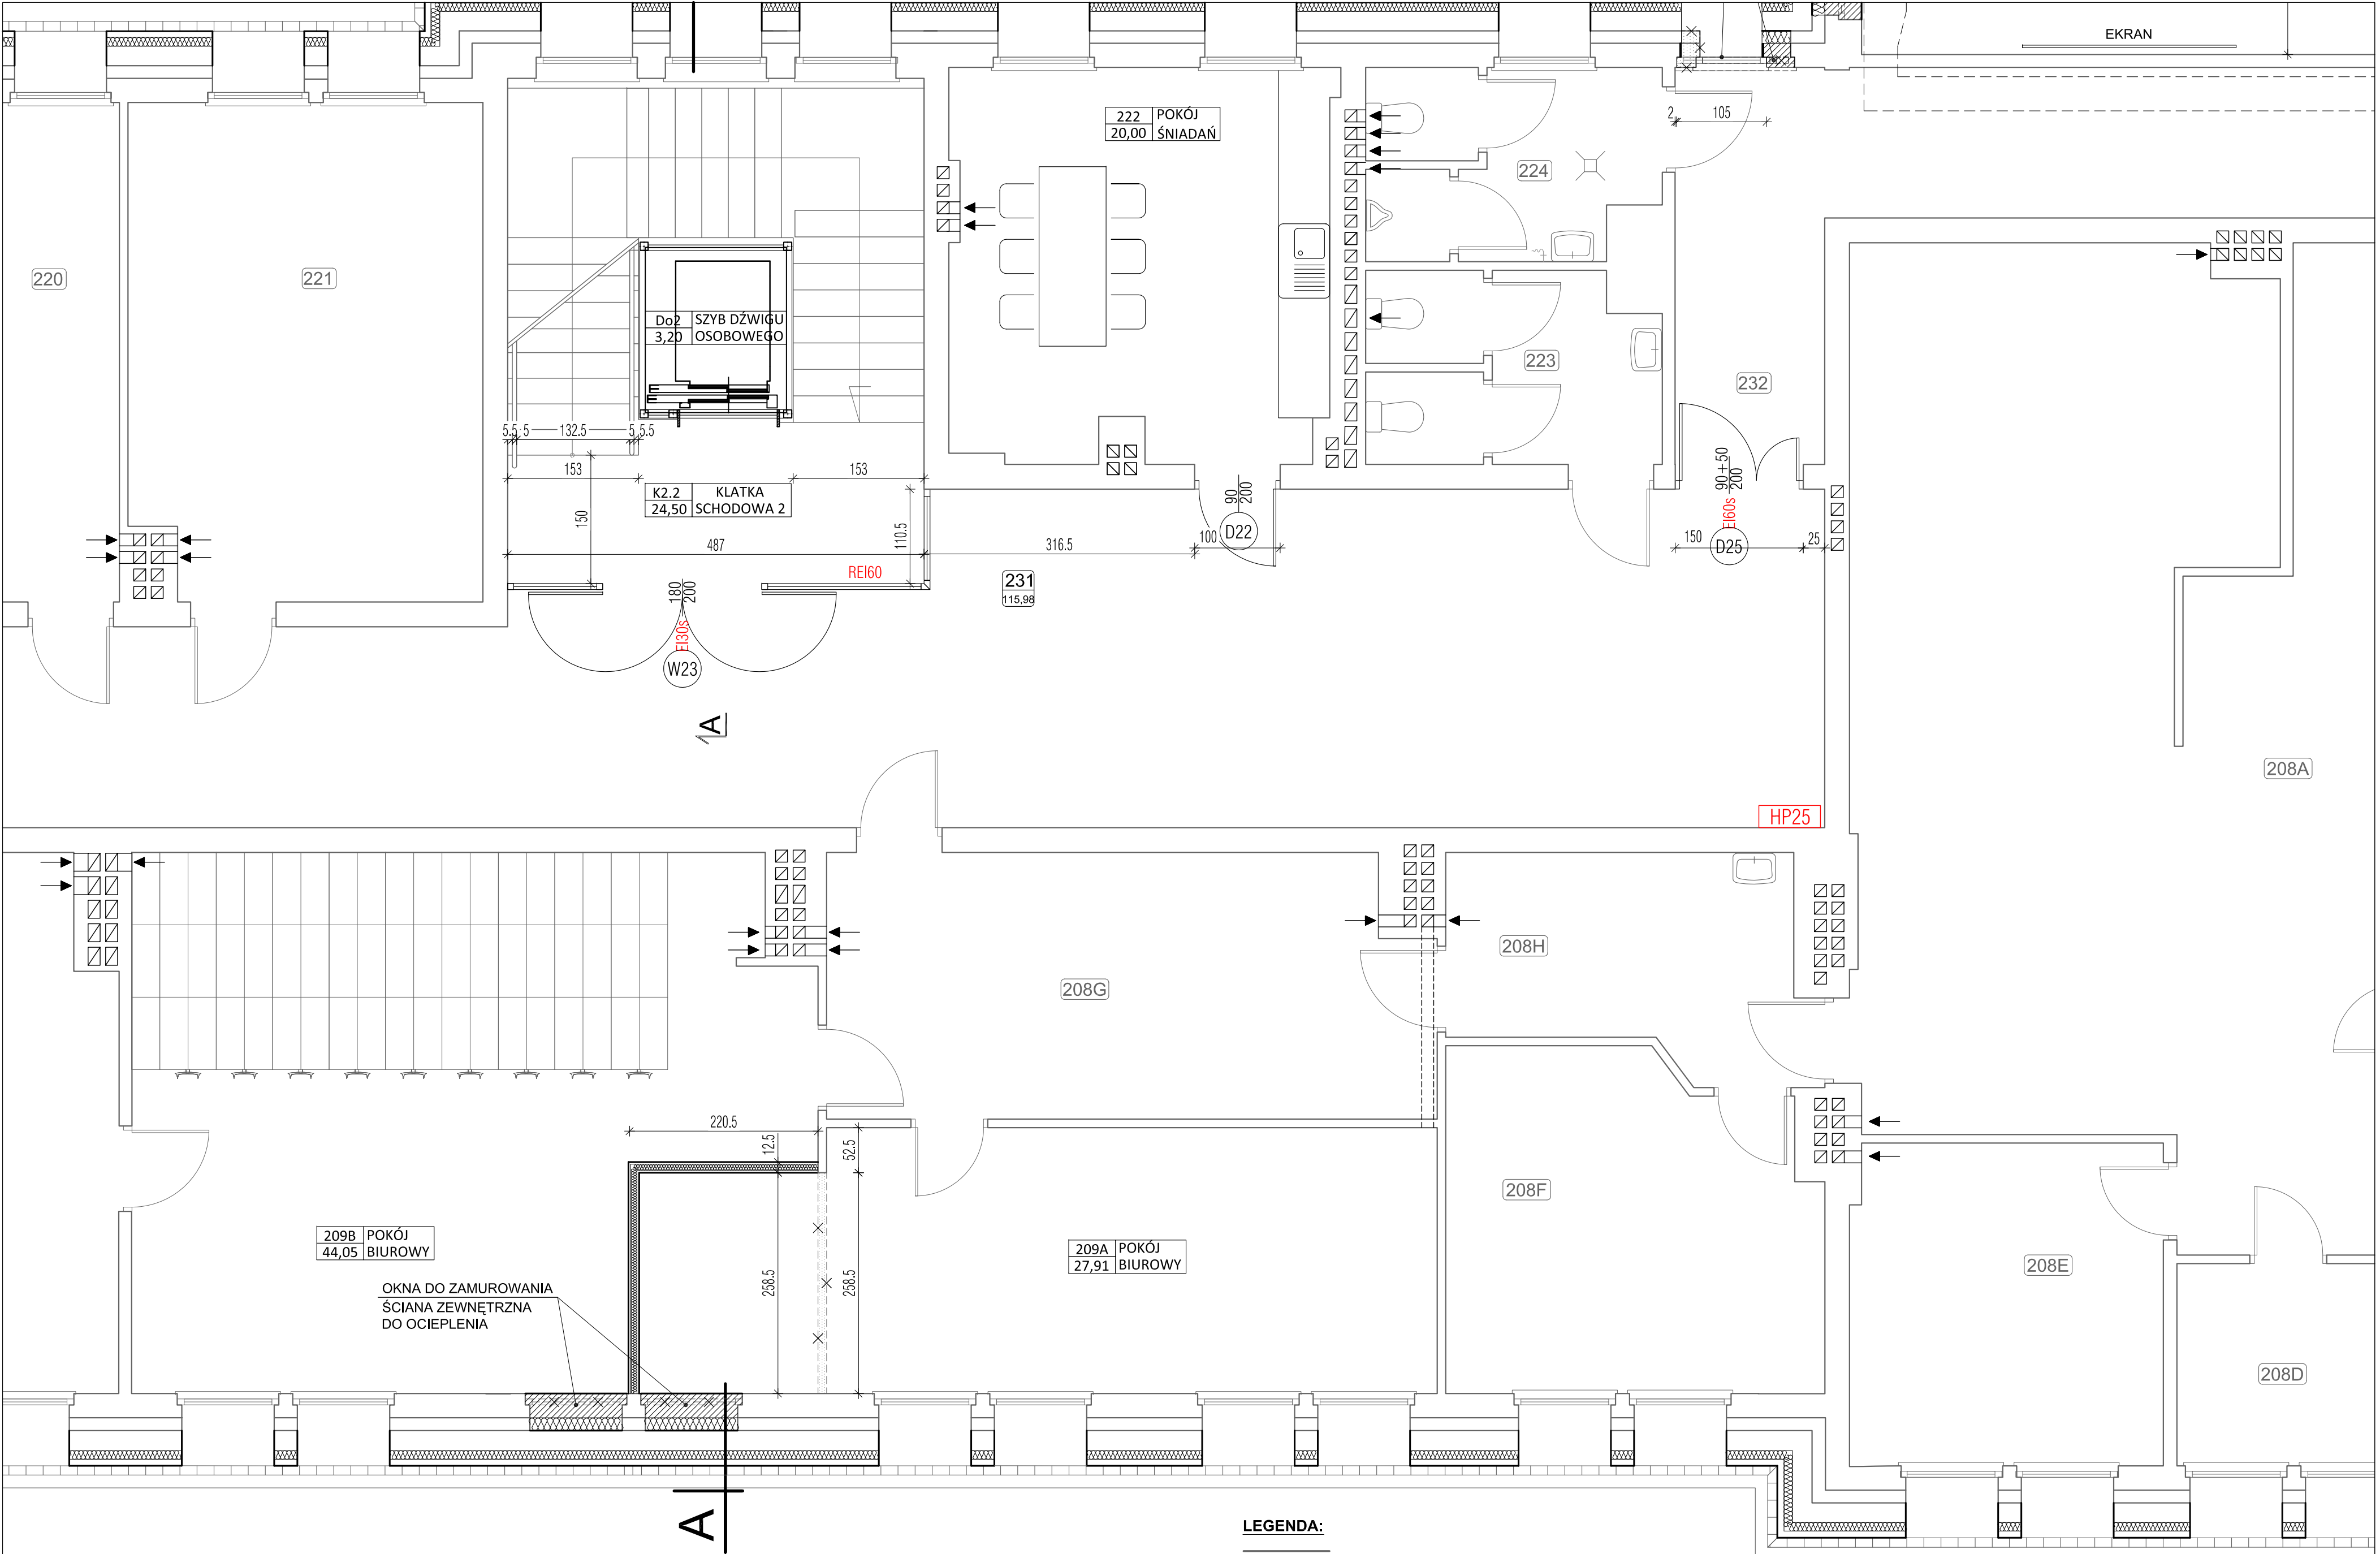 EKRAN
222 POKÓJ
20,00 ŚNIADAŃ
2
105
224
220
221
Do2 SZYB DŹWIGU
3,20 OSOBOWEGO
223
232
5.5
5
132.5
5
5.5
153
153
K2.2 KLATKA
24,50 SCHODOWA 2
150
110.5
487
316.5
100
90
200
D22
90+50
200
EI60s
150
D25
25
REI60
231
115,98
180
200
EI30s
W23
A
208A
HP25
208H
208G
220.5
12.5
52.5
208F
209B POKÓJ
44,05 BIUROWY
209A POKÓJ
27,91 BIUROWY
258.5
258.5
208E
OKNA DO ZAMUROWANIA
ŚCIANA ZEWNĘTRZNA
DO OCIEPLENIA
208D
A
LEGENDA: